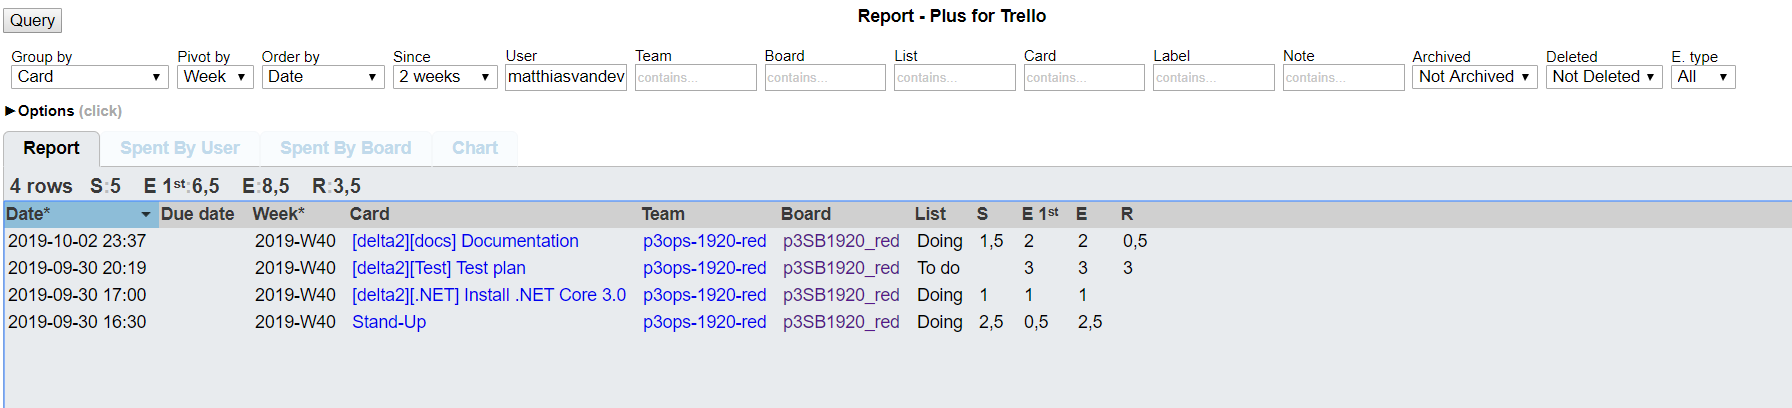 Query
Report - Plus for Trello
Group by Pivot by Order by Since User Team Board List Card Label Note Archived Deleted E. type
Card Week Date 2 weeks matthiasvandev contains... contains... contains... contains... contains... contains... Not Archived Not Deleted All
Options (click)
Report Spent By User Spent By Board Chart
4 rows S:5 E 1st:6,5 E:8,5 R:3,5
Date* Due date Week* Card Team Board List S E 1st E R
2019-10-02 23:37 2019-W40 [delta2][docs] Documentation p3ops-1920-red p3SB1920_red Doing 1,5 2 2 0,5
2019-09-30 20:19 2019-W40 [delta2][Test] Test plan p3ops-1920-red p3SB1920_red To do 3 3 3
2019-09-30 17:00 2019-W40 [delta2][.NET] Install .NET Core 3.0 p3ops-1920-red p3SB1920_red Doing 1 1 1
2019-09-30 16:30 2019-W40 Stand-Up p3ops-1920-red p3SB1920_red Doing 2,5 0,5 2,5